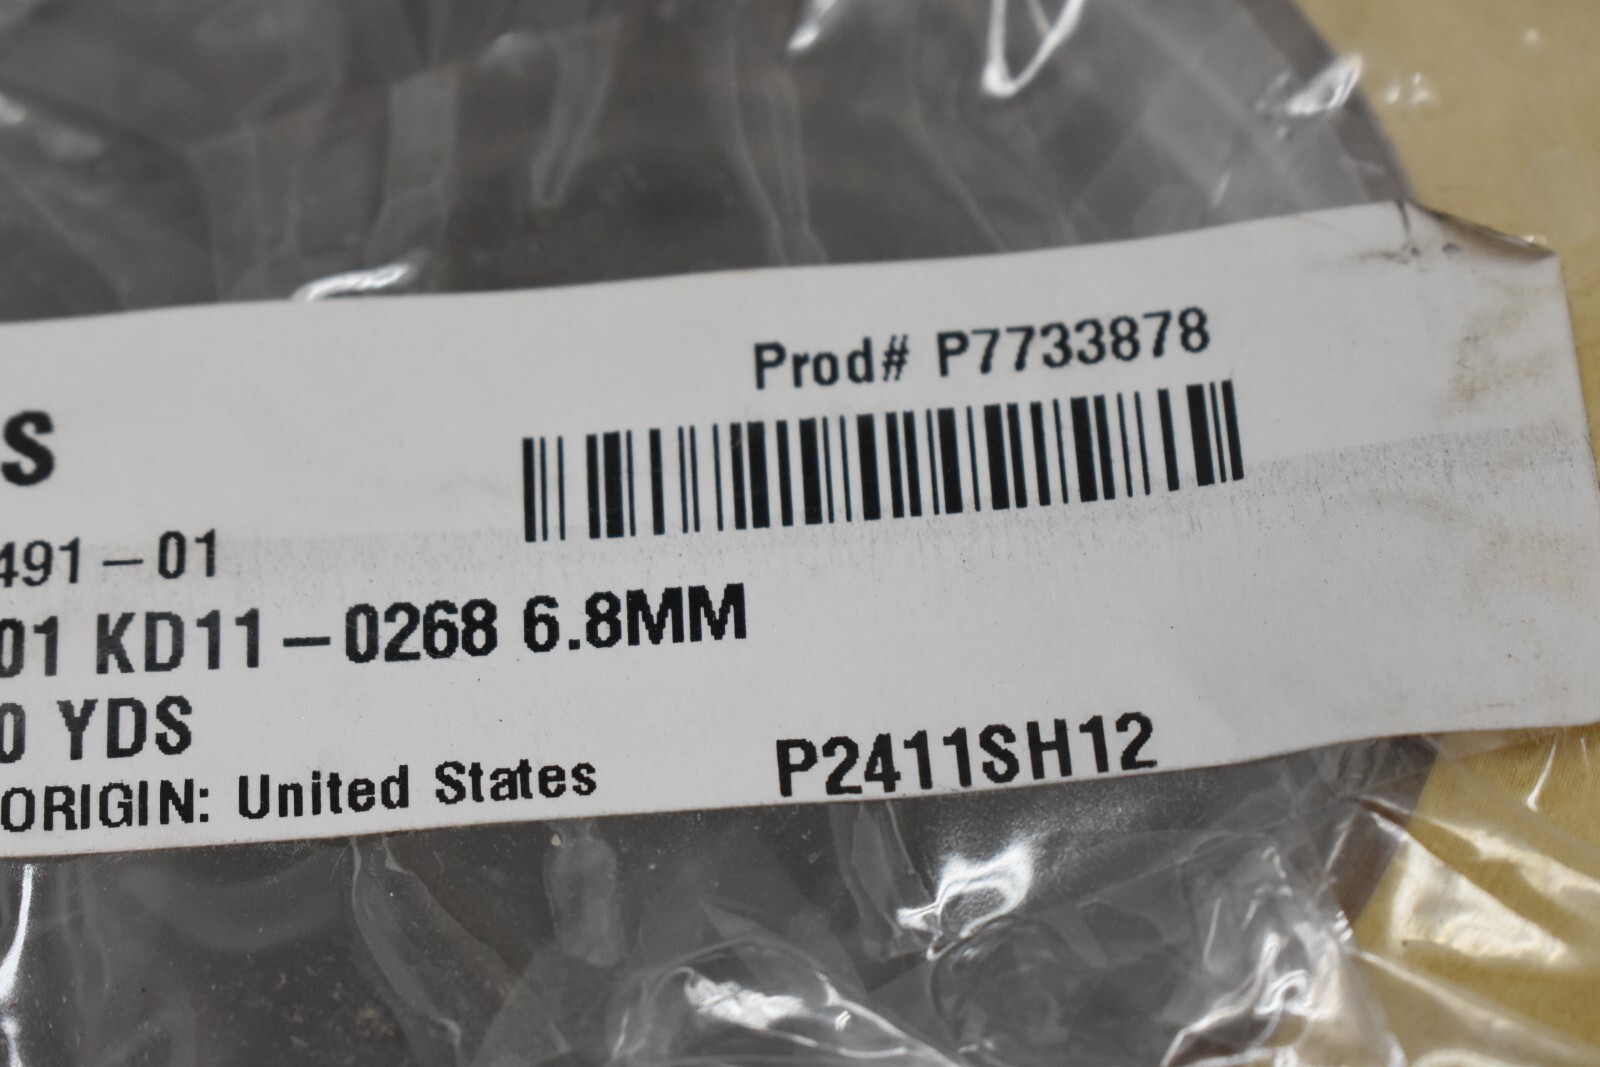 Prod# P7733878
S
491-01
01 KD11-0268 6.8MM
0 YDS
ORIGIN: United States
P2411SH12